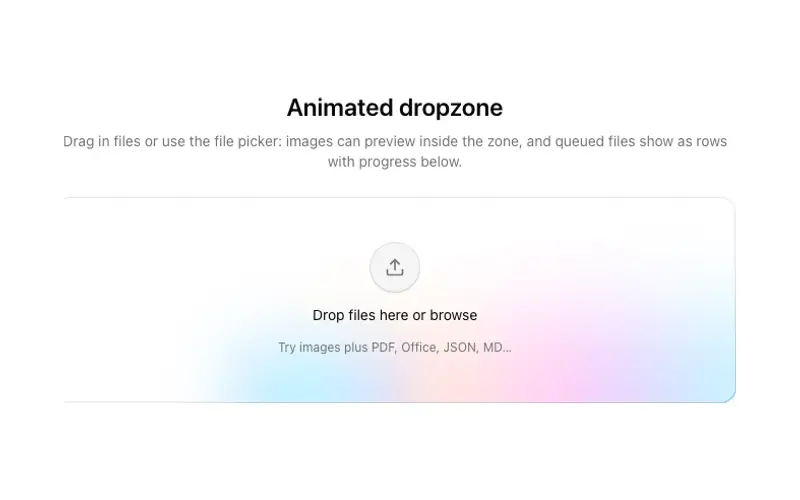 Animated dropzone
Drag in files or use the file picker: images can preview inside the zone, and queued files show as rows
with progress below.
Drop files here or browse
Try images plus PDF, Office, JSON, MD...